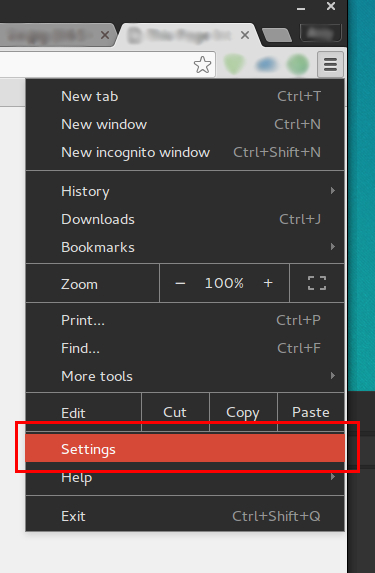 New tab Ctrl+T
New window Ctrl+N
New incognito window Ctrl+Shift+N
History
Downloads Ctrl+J
Bookmarks
Zoom − 100% +
Print... Ctrl+P
Find... Ctrl+F
More tools
Edit Cut Copy Paste
Settings
Help
Exit Ctrl+Shift+Q